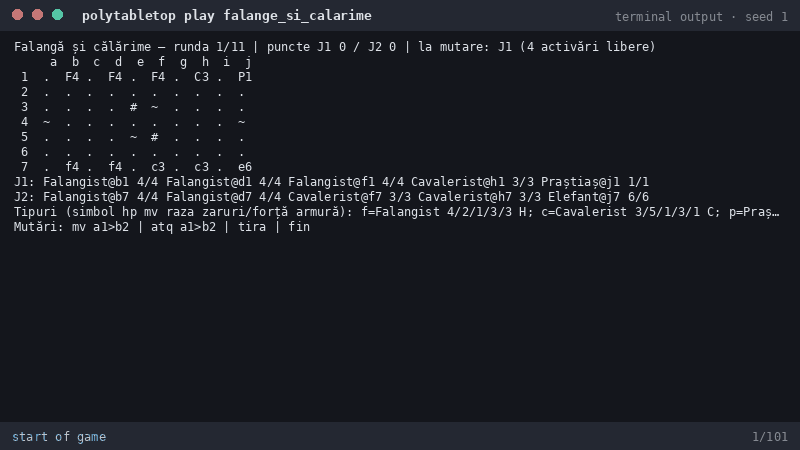 polytabletop play falange_si_calarime
terminal output · seed 1
Falangă și călărime — runda 1/11 | puncte J1 0 / J2 0 | la mutare: J1 (4 activări libere)
a b c d e f g h i j
1 . F4 . F4 . F4 . C3 . P1
2 . . . . . . . . . .
3 . . . . # ~ . . . .
4 ~ . . . . . . . . ~
5 . . . . ~ # . . . .
6 . . . . . . . . . .
7 . f4 . f4 . c3 . c3 . e6
J1: Falangist@b1 4/4 Falangist@d1 4/4 Falangist@f1 4/4 Cavalerist@h1 3/3 Praștiaș@j1 1/1
J2: Falangist@b7 4/4 Falangist@d7 4/4 Cavalerist@f7 3/3 Cavalerist@h7 3/3 Elefant@j7 6/6
Tipuri (simbol hp mv raza zaruri/forță armură): f=Falangist 4/2/1/3/3 H; c=Cavalerist 3/5/1/3/1 C; p=Praș…
Mutări: mv a1>b2 | atq a1>b2 | tira | fin
start of game
1/101